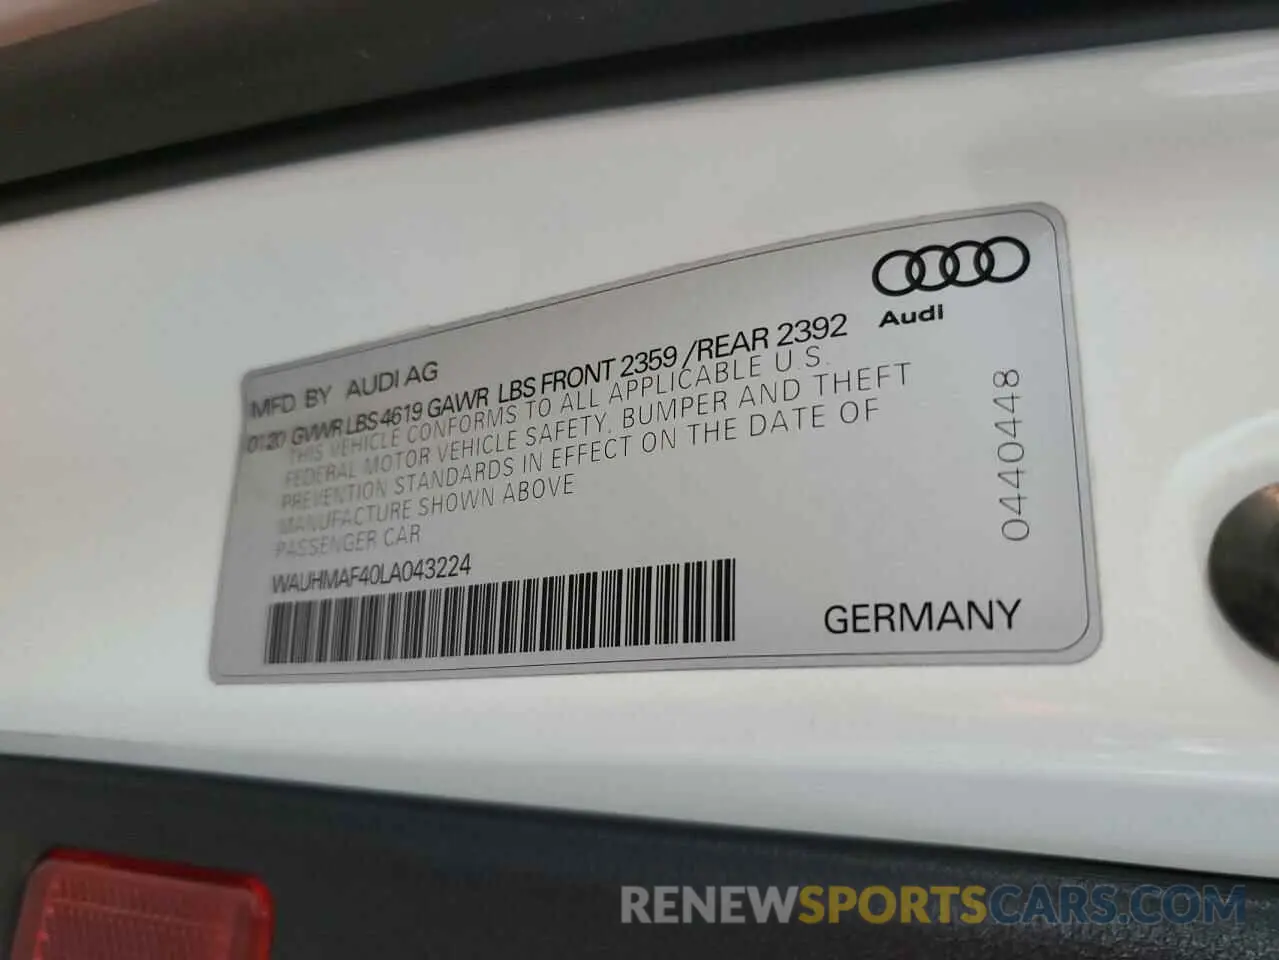 Audi
MFD BY AUDI AG
01.20 GVWR LBS 4619 GAWR LBS FRONT 2359 /REAR 2392
THIS VEHICLE CONFORMS TO ALL APPLICABLE U.S.
FEDERAL MOTOR VEHICLE SAFETY, BUMPER AND THEFT
PREVENTION STANDARDS IN EFFECT ON THE DATE OF
MANUFACTURE SHOWN ABOVE
PASSENGER CAR
WAUHMAF40LA043224
GERMANY
0440448
RENEWSPORTSCARS.COM